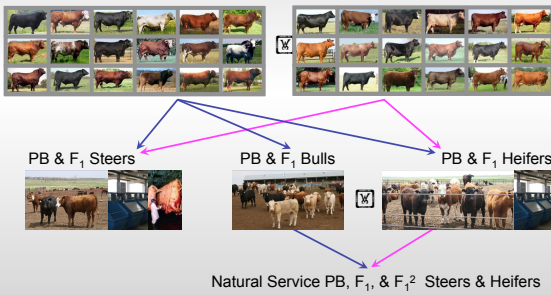 PB & F₁ Steers
PB & F₁ Bulls
PB & F₁ Heifers
Natural Service PB, F₁, & F₁² Steers & Heifers